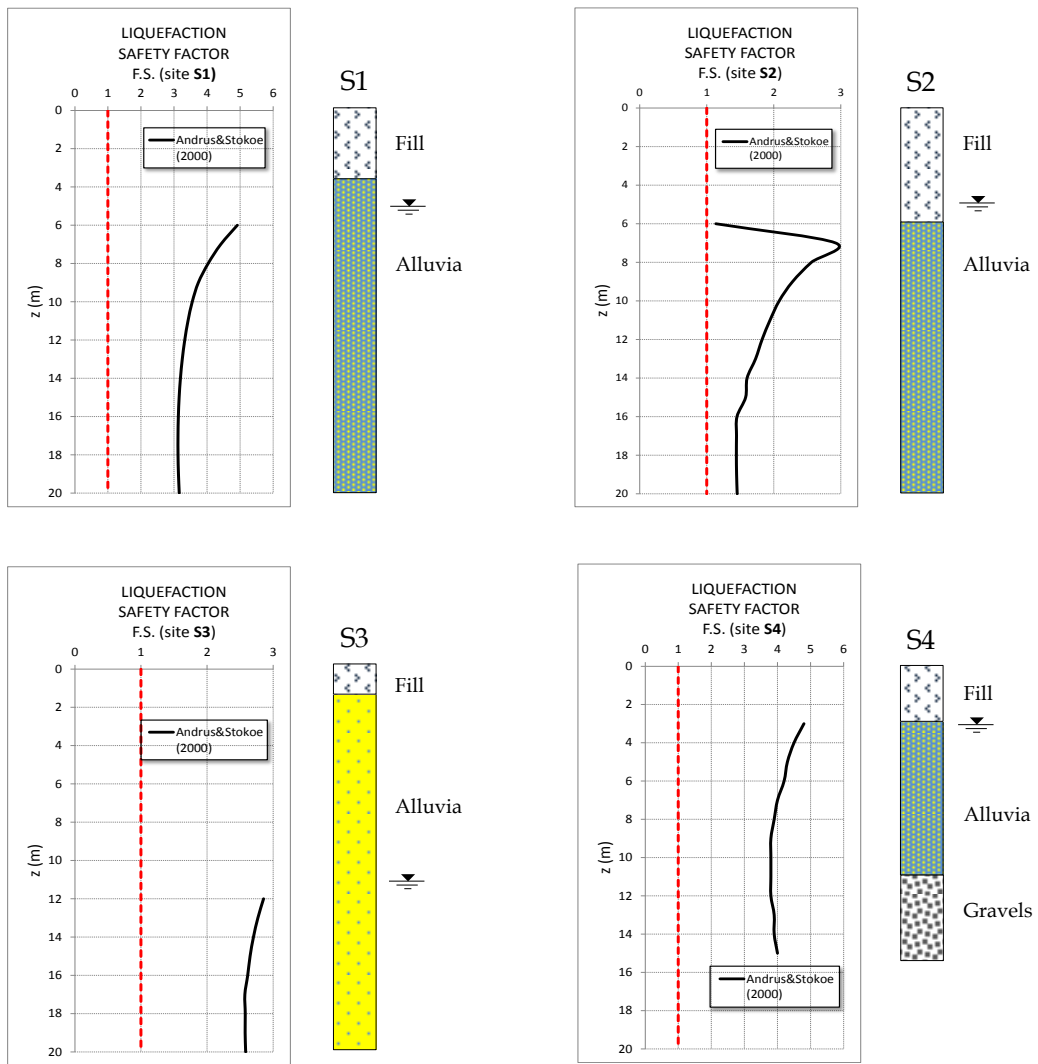 LIQUEFACTION
SAFETY FACTOR
F.S. (site S1)
0 1 2 3 4 5 6
0
2
4
6
8
10
12
14
16
18
20
z (m)
Andrus&Stokoe
(2000)
S1
Fill
Alluvia
LIQUEFACTION
SAFETY FACTOR
F.S. (site S2)
0 1 2 3
0
2
4
6
8
10
12
14
16
18
20
z (m)
Andrus&Stokoe
(2000)
S2
Fill
Alluvia
LIQUEFACTION
SAFETY FACTOR
F.S. (site S3)
0 1 2 3
0
2
4
6
8
10
12
14
16
18
20
z (m)
Andrus&Stokoe
(2000)
S3
Fill
Alluvia
LIQUEFACTION
SAFETY FACTOR
F.S. (site S4)
0 1 2 3 4 5 6
0
2
4
6
8
10
12
14
16
18
20
z (m)
Andrus&Stokoe
(2000)
S4
Fill
Alluvia
Gravels